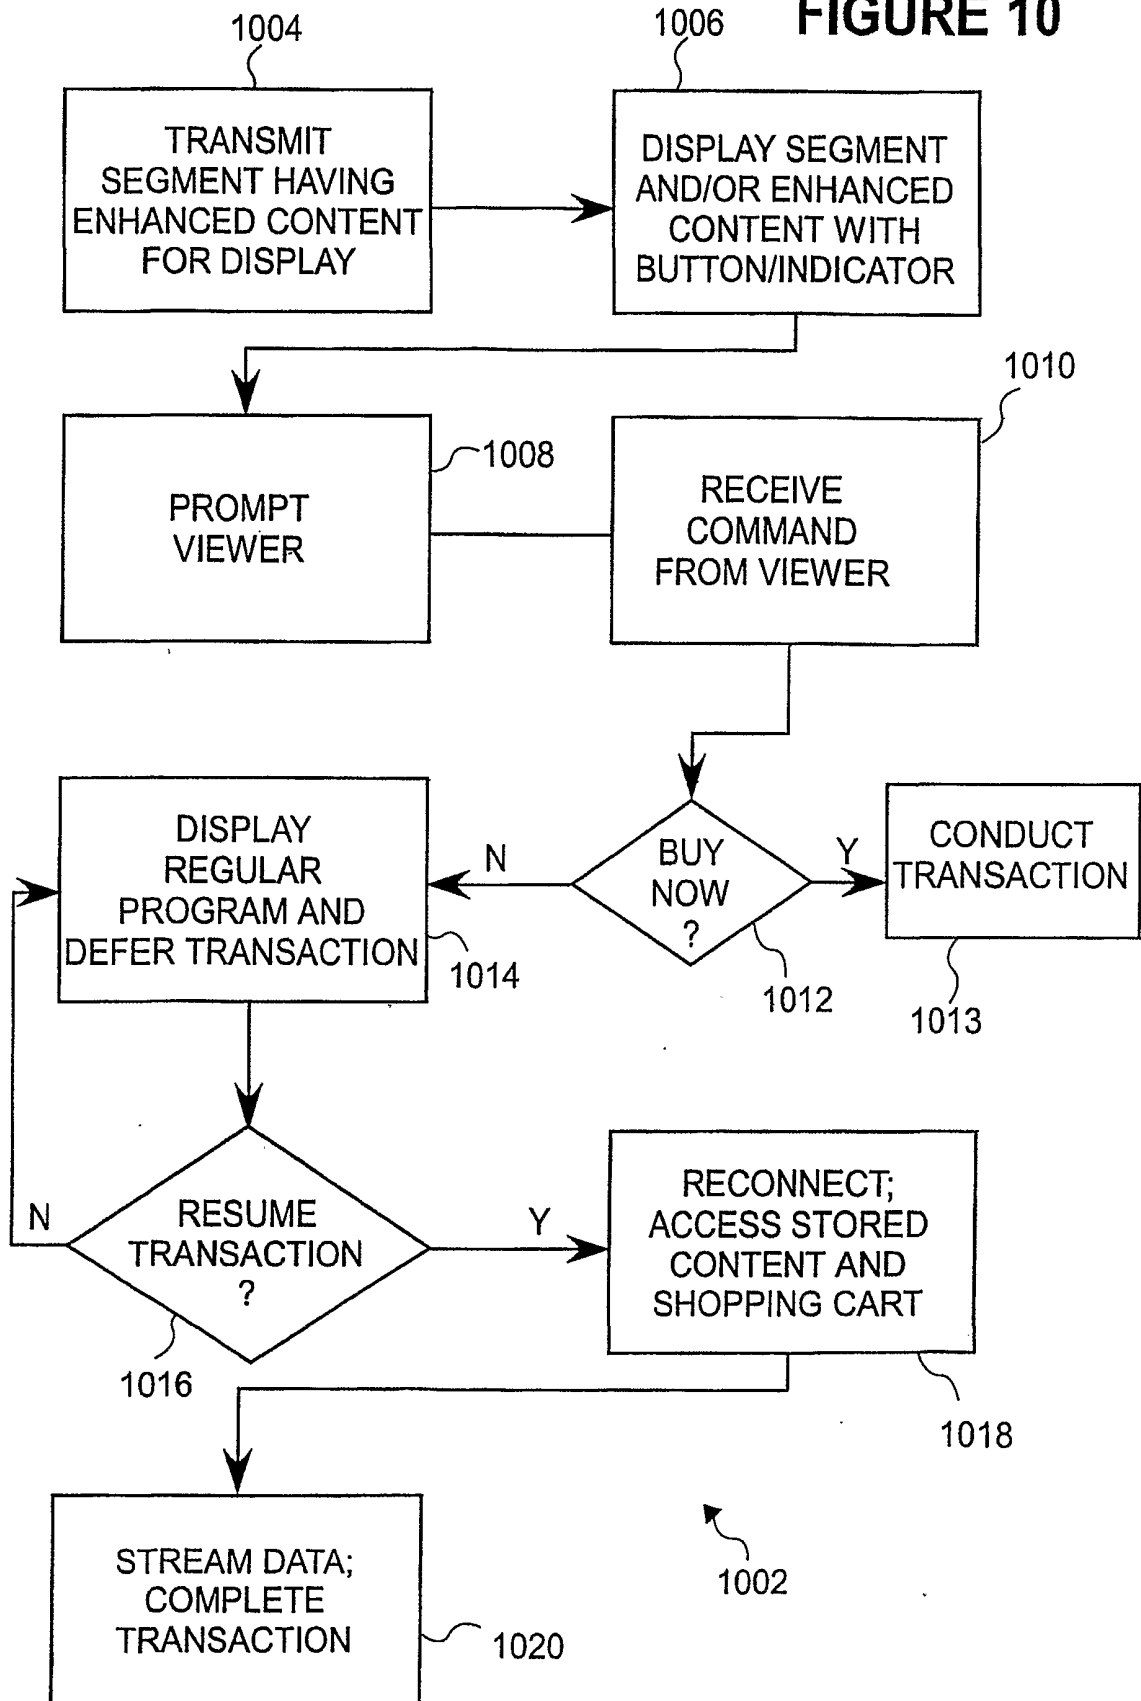 FIGURE 10
1004
1006
TRANSMIT
SEGMENT HAVING
ENHANCED CONTENT
FOR DISPLAY
DISPLAY SEGMENT
AND/OR ENHANCED
CONTENT WITH
BUTTON/INDICATOR
1010
1008
PROMPT
VIEWER
RECEIVE
COMMAND
FROM VIEWER
DISPLAY
REGULAR
PROGRAM AND
DEFER TRANSACTION
1014
N
BUY
NOW
?
1012
Y
CONDUCT
TRANSACTION
1013
N
RESUME
TRANSACTION
?
1016
Y
RECONNECT;
ACCESS STORED
CONTENT AND
SHOPPING CART
1018
STREAM DATA;
COMPLETE
TRANSACTION
1020
1002